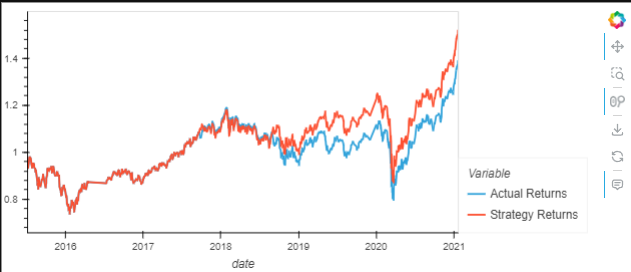 1.4
1.2
1
0.8
2016 2017 2018 2019 2020 2021
date
Variable
Actual Returns
Strategy Returns